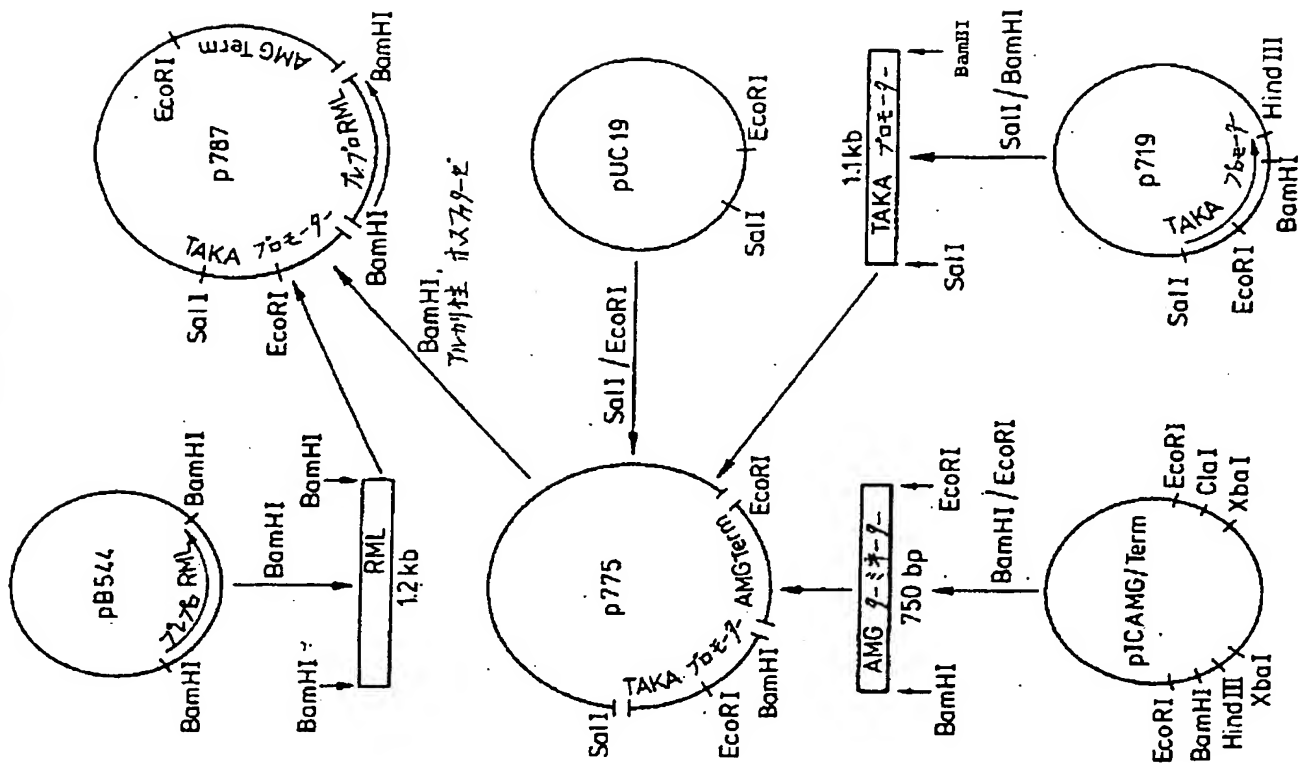 pB544
プレプロ RML
BamHI
BamHI
BamHI
BamHI
BamHI
RML
1.2 kb
p787
EcoRI
AMG Term
BamHI
プレプロRML
BamHI
TAKA プロモーター
EcoRI
SalI
BamHI,
アルカリ性 ホスファターゼ
p775
SalI
TAKA プロモーター
EcoRI
BamHI
AMG Term
EcoRI
SalI / EcoRI
pUC19
EcoRI
SalI
BamHI
AMG ターミネーター
EcoRI
750 bp
BamHI / EcoRI
pICAMG/Term
EcoRI
ClaI
XbaI
EcoRI
BamHI
HindIII
XbaI
1.1kb
TAKA プロモーター
SalI
BamHI
SalI / BamHI
p719
TAKA プロモーター
SalI
EcoRI
BamHI
HindIII